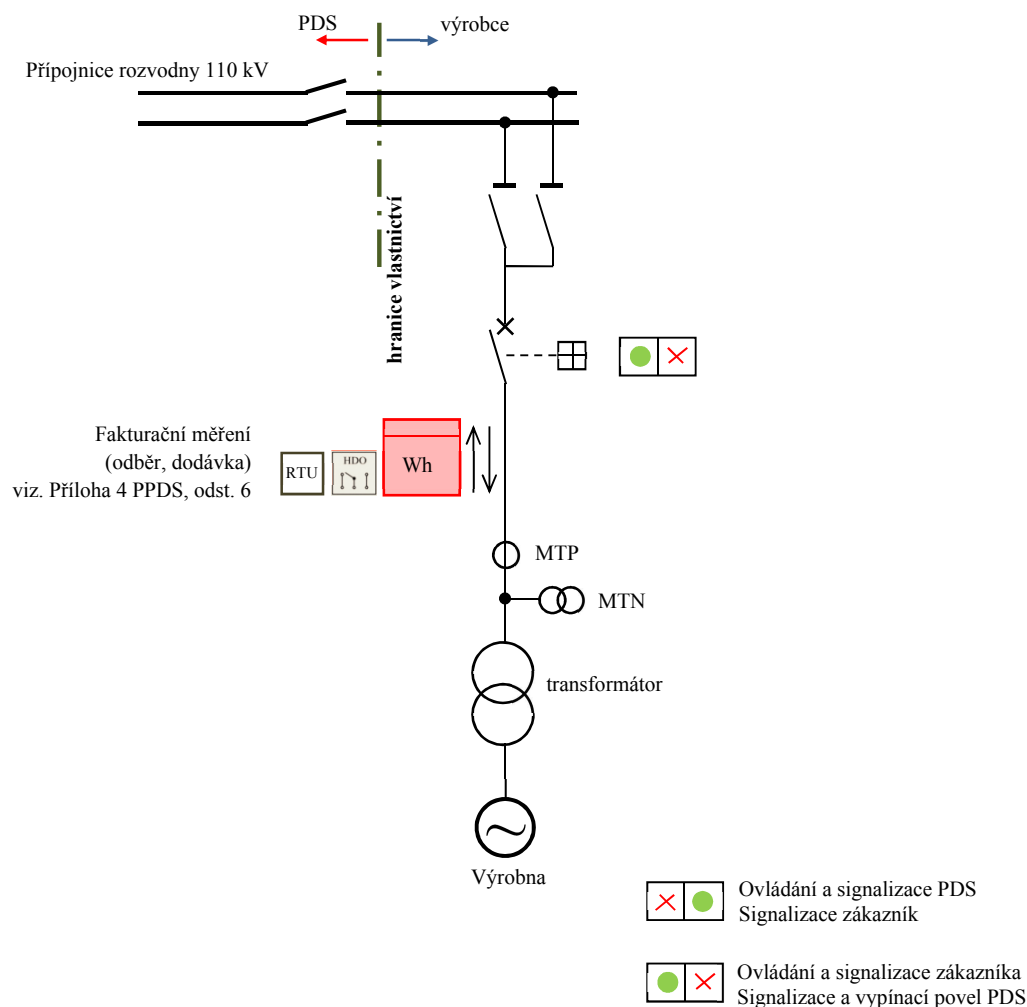 PDS
výrobce
Přípojnice rozvodny 110 kV
hranice vlastnictví
Fakturační měření
(odběr, dodávka)
viz. Příloha 4 PPDS, odst. 6
RTU
HDO
Wh
MTP
MTN
transformátor
Výrobna
Ovládání a signalizace PDS
Signalizace zákazník
Ovládání a signalizace zákazníka
Signalizace a vypínací povel PDS